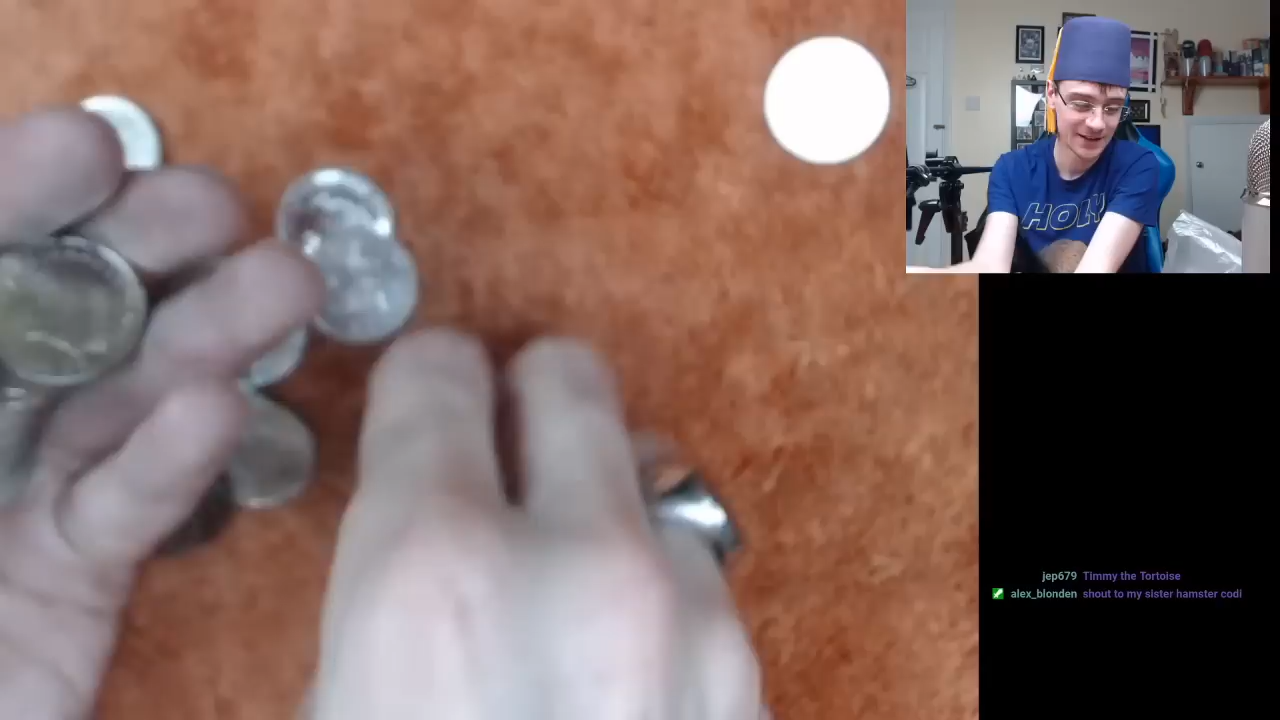 HOLY
jep679 Timmy the Tortoise
alex_blonden shout to my sister hamster codi